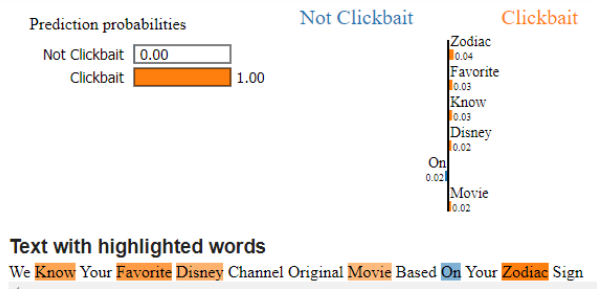 Prediction probabilities
Not Clickbait 0.00
Clickbait 1.00
Not Clickbait Clickbait
Zodiac
0.04
Favorite
0.03
Know
0.03
Disney
0.02
On
0.02
Movie
0.02
Text with highlighted words
We Know Your Favorite Disney Channel Original Movie Based On Your Zodiac Sign